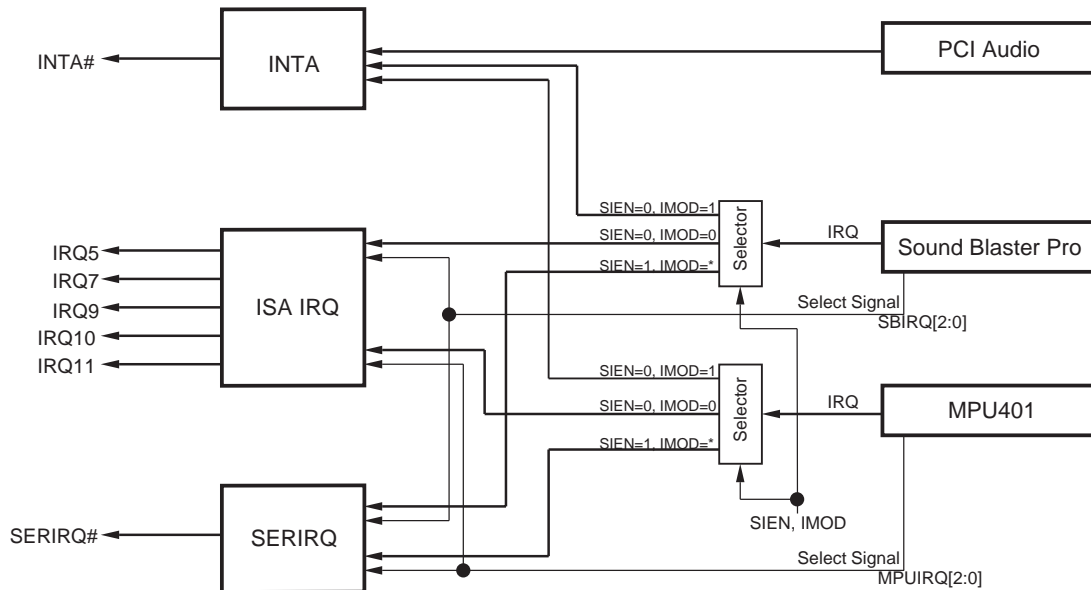 PCI Audio
INTA#
INTA
SIEN=0, IMOD=1
SIEN=0, IMOD=0
SIEN=1, IMOD=*
Selector
IRQ
Sound Blaster Pro
Select Signal
SBIRQ[2:0]
IRQ5
IRQ7
IRQ9
IRQ10
IRQ11
ISA IRQ
SIEN=0, IMOD=1
SIEN=0, IMOD=0
SIEN=1, IMOD=*
Selector
IRQ
MPU401
SIEN, IMOD
SERIRQ#
SERIRQ
Select Signal
MPUIRQ[2:0]